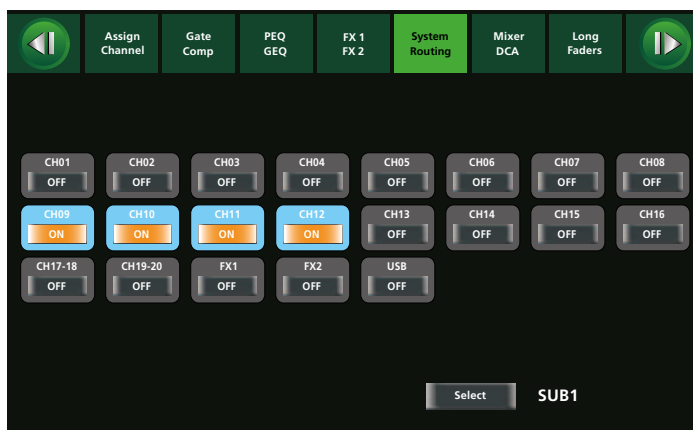 Assign Channel
Gate Comp
PEQ GEQ
FX 1 FX 2
System Routing
Mixer DCA
Long Faders
CH01 CH02 CH03 CH04 CH05 CH06 CH07 CH08
OFF OFF OFF OFF OFF OFF OFF OFF
CH09 CH10 CH11 CH12 CH13 CH14 CH15 CH16
ON ON ON ON OFF OFF OFF OFF
CH17-18 CH19-20 FX1 FX2 USB
OFF OFF OFF OFF OFF
Select SUB1